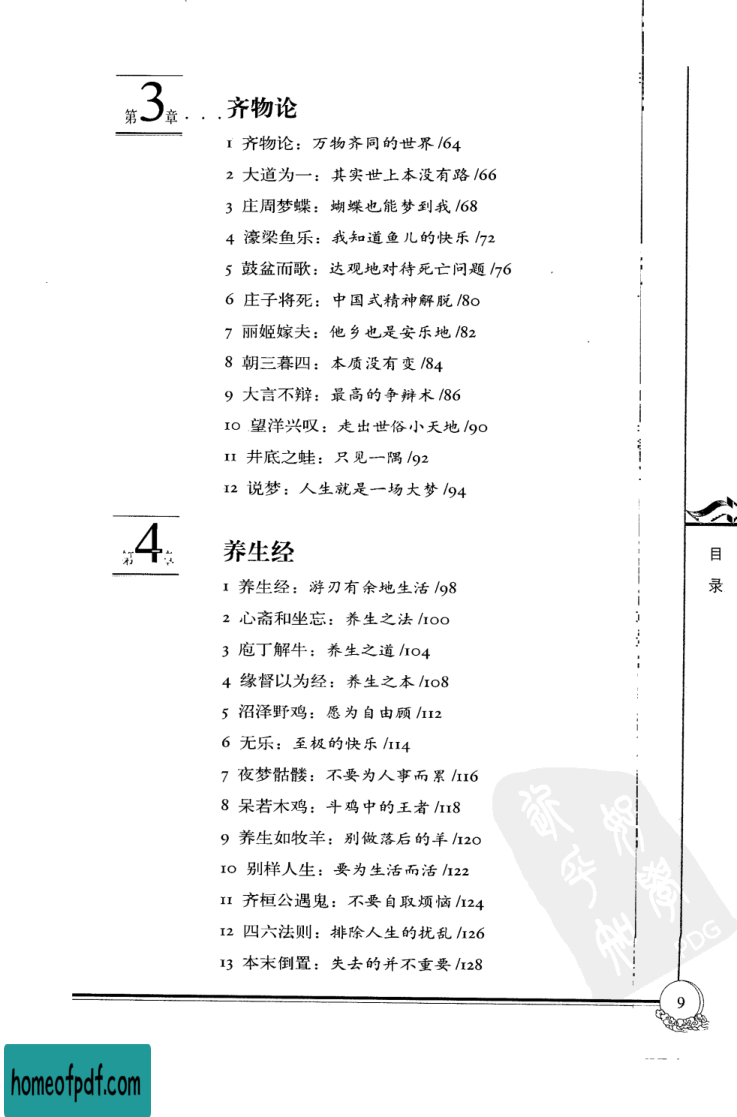 第3章...齐物论
1 齐物论：万物齐同的世界 /64
2 大道为一：其实世上本没有路 /66
3 庄周梦蝶：蝴蝶也能梦到我 /68
4 濠梁鱼乐：我知道鱼儿的快乐 /72
5 鼓盆而歌：达观地对待死亡问题 /76
6 庄子将死：中国式精神解脱 /80
7 丽姬嫁夫：他乡也是安乐地 /82
8 朝三暮四：本质没有变 /84
9 大言不辩：最高的争辩术 /86
10 望洋兴叹：走出世俗小天地 /90
11 井底之蛙：只见一隅 /92
12 说梦：人生就是一场大梦 /94
第4章 养生经
1 养生经：游刃有余地生活 /98
2 心斋和坐忘：养生之法 /100
3 庖丁解牛：养生之道 /104
4 缘督以为经：养生之本 /108
5 沼泽野鸡：愿为自由顾 /112
6 无乐：至极的快乐 /114
7 夜梦骷髅：不要为人事而累 /116
8 呆若木鸡：斗鸡中的王者 /118
9 养生如牧羊：别做落后的羊 /120
10 别样人生：要为生活而活 /122
11 齐桓公遇鬼：不要自取烦恼 /124
12 四六法则：排除人生的扰乱 /126
13 本末倒置：失去的并不重要 /128
目录
PDG
9
homeofpdf.com